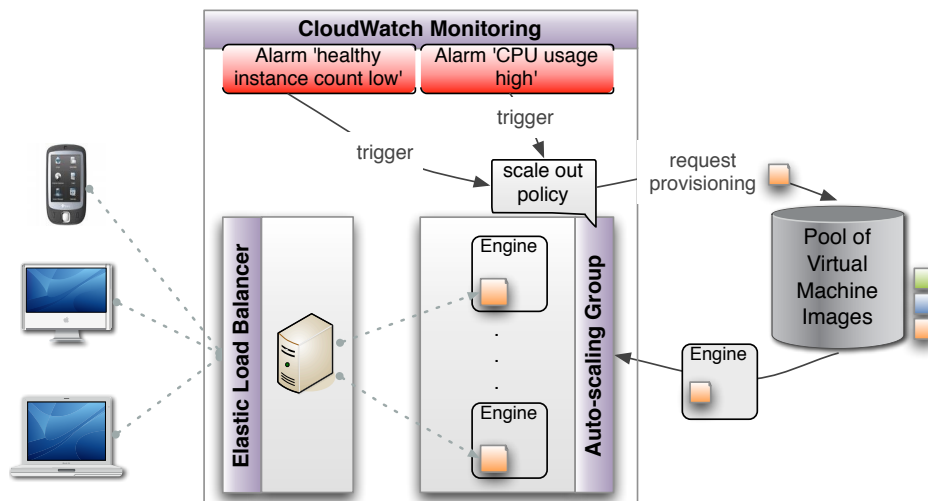 CloudWatch Monitoring
Alarm 'healthy
instance count low'
Alarm 'CPU usage
high'
trigger
trigger
scale out
policy
request
provisioning
Elastic Load Balancer
Engine
.
.
.
.
Engine
Auto-scaling Group
Engine
Pool of
Virtual
Machine
Images